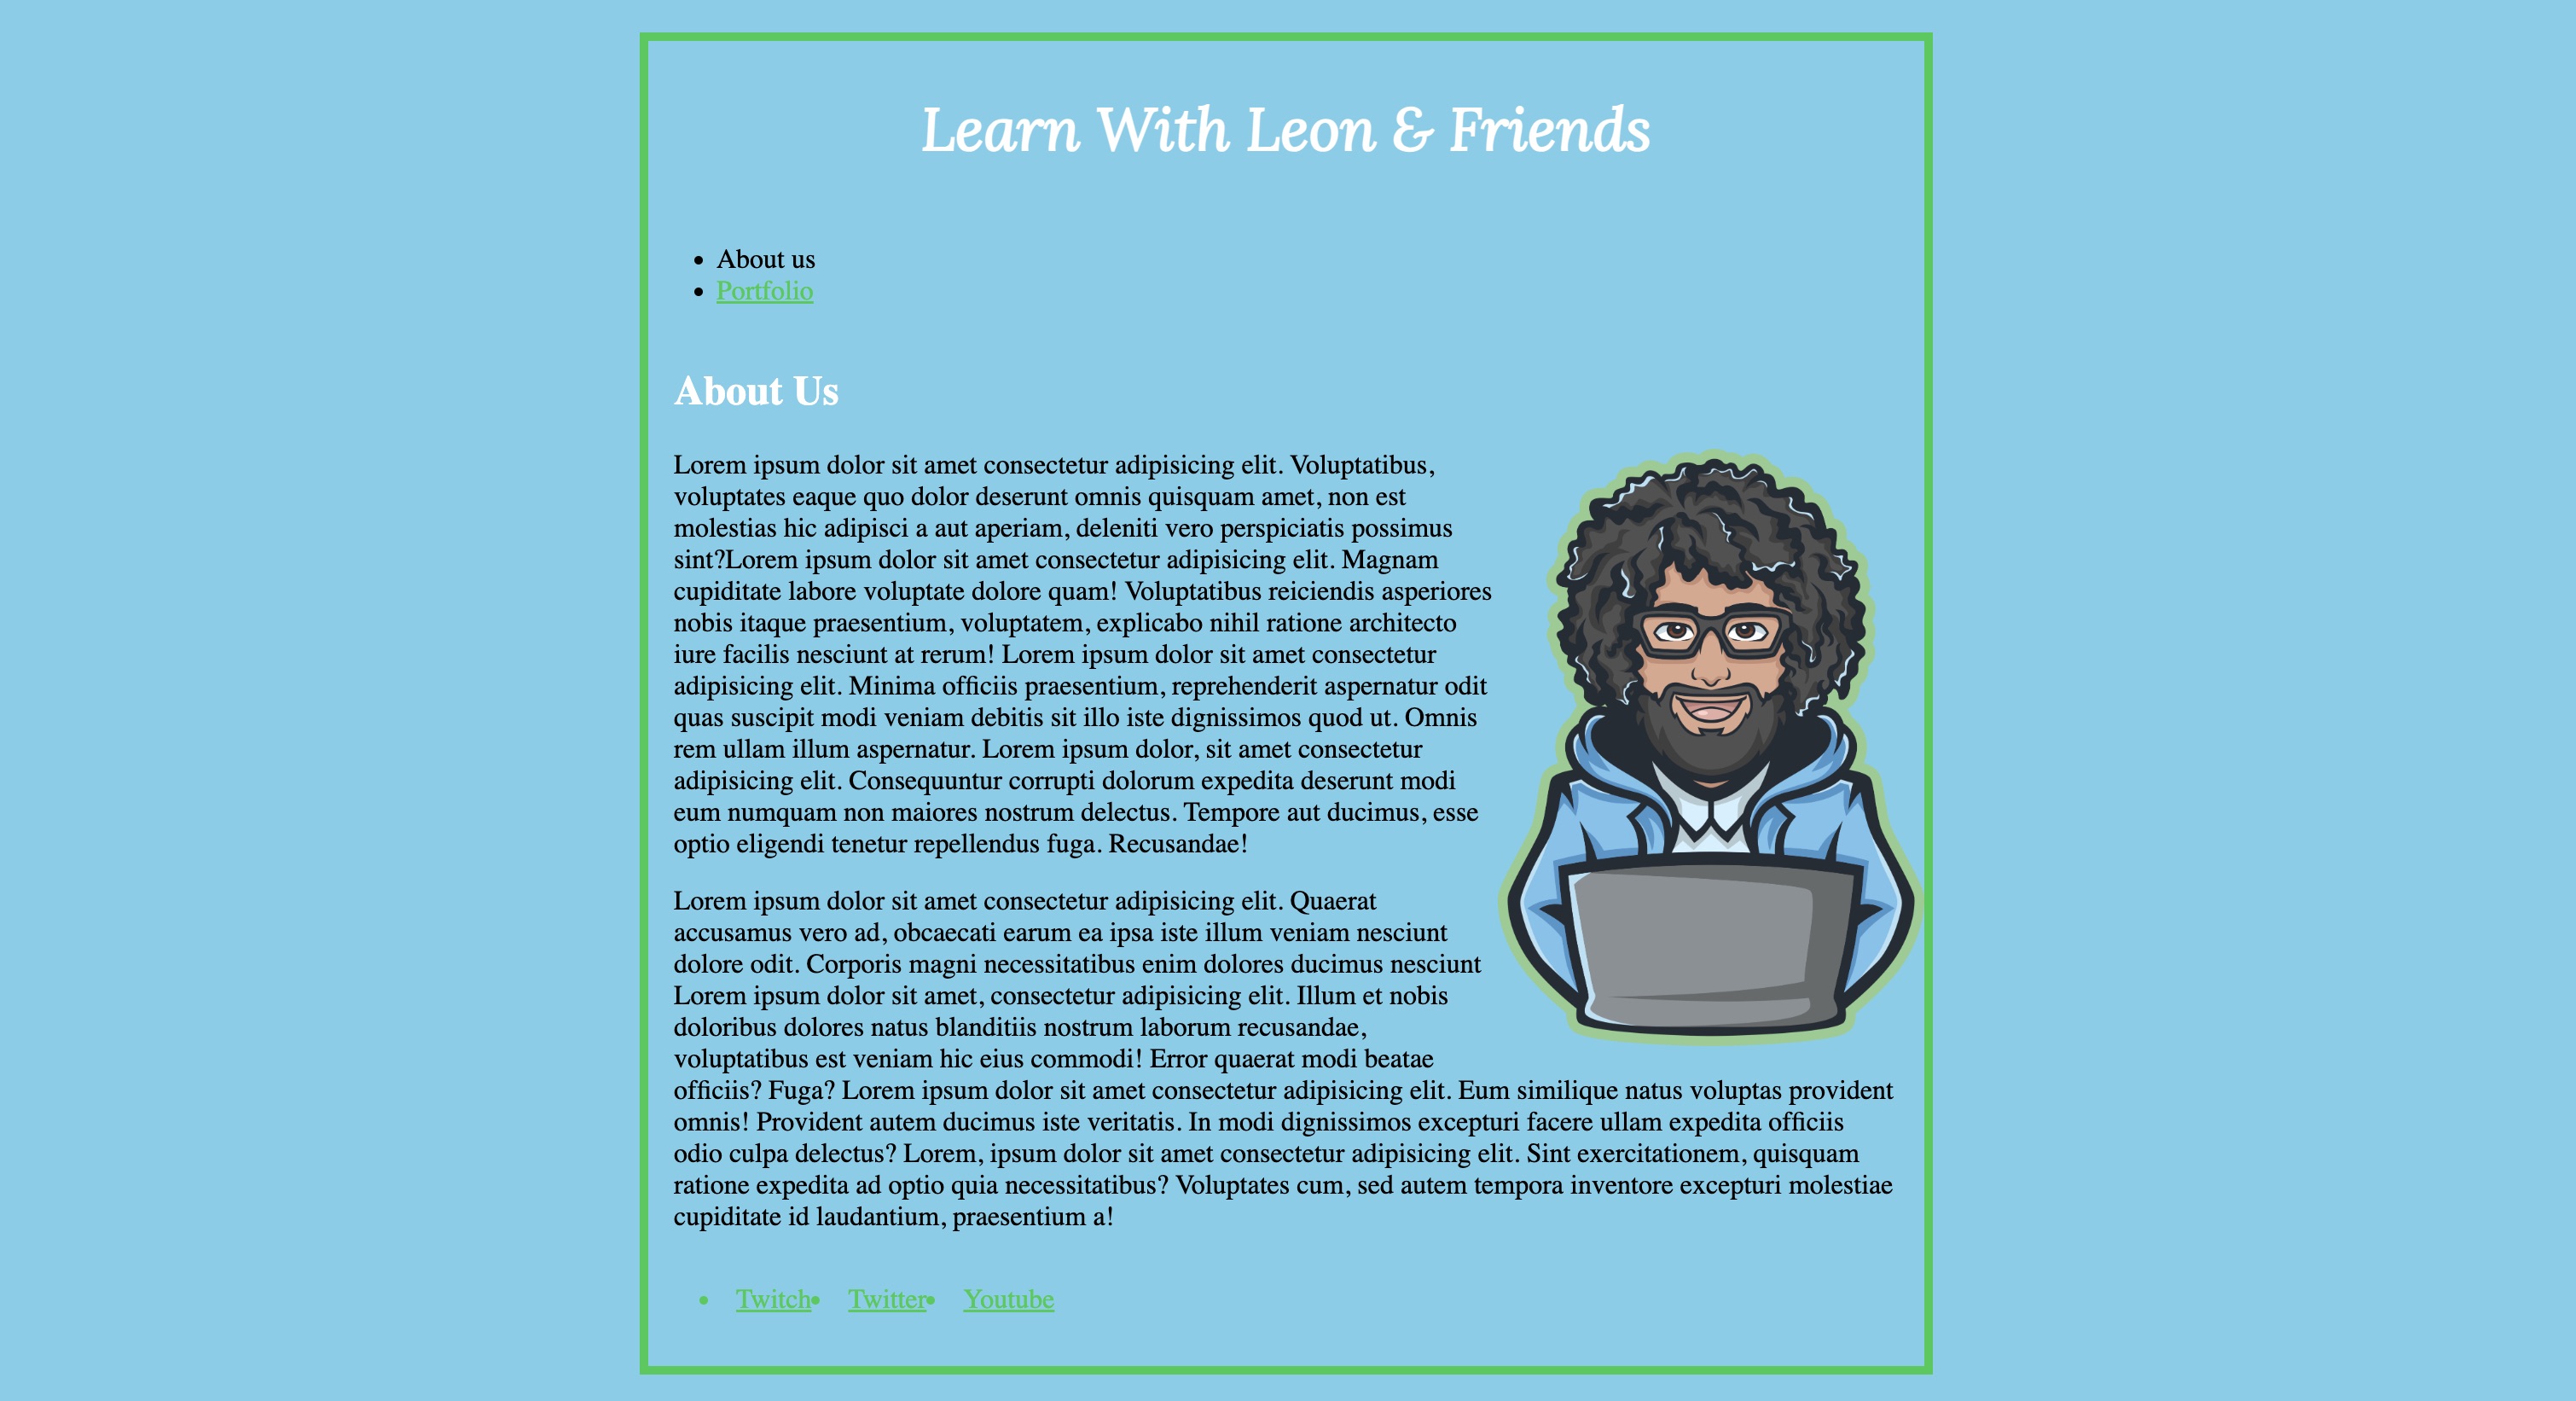 Learn With Leon & Friends
About us
Portfolio
About Us
Lorem ipsum dolor sit amet consectetur adipisicing elit. Voluptatibus,
voluptates eaque quo dolor deserunt omnis quisquam amet, non est
molestias hic adipisci a aut aperiam, deleniti vero perspiciatis possimus
sint?Lorem ipsum dolor sit amet consectetur adipisicing elit. Magnam
cupiditate labore voluptate dolore quam! Voluptatibus reiciendis asperiores
nobis itaque praesentium, voluptatem, explicabo nihil ratione architecto
iure facilis nesciunt at rerum! Lorem ipsum dolor sit amet consectetur
adipisicing elit. Minima officiis praesentium, reprehenderit aspernatur odit
quas suscipit modi veniam debitis sit illo iste dignissimos quod ut. Omnis
rem ullam illum aspernatur. Lorem ipsum dolor, sit amet consectetur
adipisicing elit. Consequuntur corrupti dolorum expedita deserunt modi
eum numquam non maiores nostrum delectus. Tempore aut ducimus, esse
optio eligendi tenetur repellendus fuga. Recusandae!
Lorem ipsum dolor sit amet consectetur adipisicing elit. Quaerat
accusamus vero ad, obcaecati earum ea ipsa iste illum veniam nesciunt
dolore odit. Corporis magni necessitatibus enim dolores ducimus nesciunt
Lorem ipsum dolor sit amet, consectetur adipisicing elit. Illum et nobis
doloribus dolores natus blanditiis nostrum laborum recusandae,
voluptatibus est veniam hic eius commodi! Error quaerat modi beatae
officiis? Fuga? Lorem ipsum dolor sit amet consectetur adipisicing elit. Eum similique natus voluptas provident
omnis! Provident autem ducimus iste veritatis. In modi dignissimos excepturi facere ullam expedita officiis
odio culpa delectus? Lorem, ipsum dolor sit amet consectetur adipisicing elit. Sint exercitationem, quisquam
ratione expedita ad optio quia necessitatibus? Voluptates cum, sed autem tempora inventore excepturi molestiae
cupiditate id laudantium, praesentium a!
Twitch Twitter Youtube